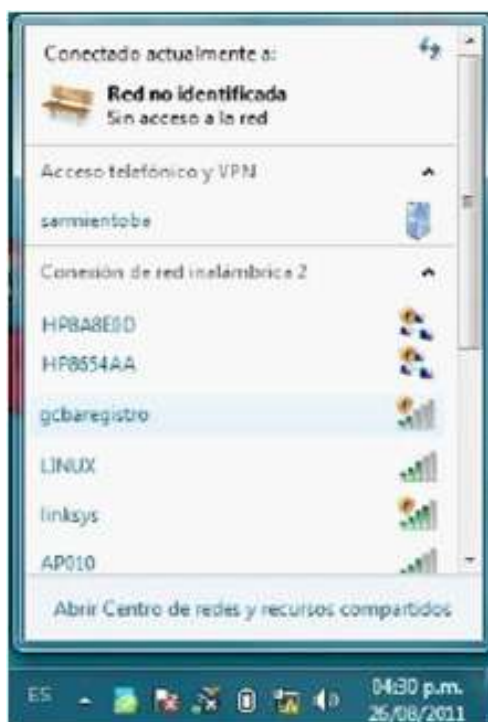 Conectado actualmente a:
Red no identificada
Sin acceso a la red
Acceso telefónico y VPN
sarmientoba
Conexión de red inalámbrica 2
HP8A8E0D
HP8654AA
gcbaregistro
LINUX
linksys
AP010
Abrir Centro de redes y recursos compartidos
ES
04:30 p.m.
26/08/2011